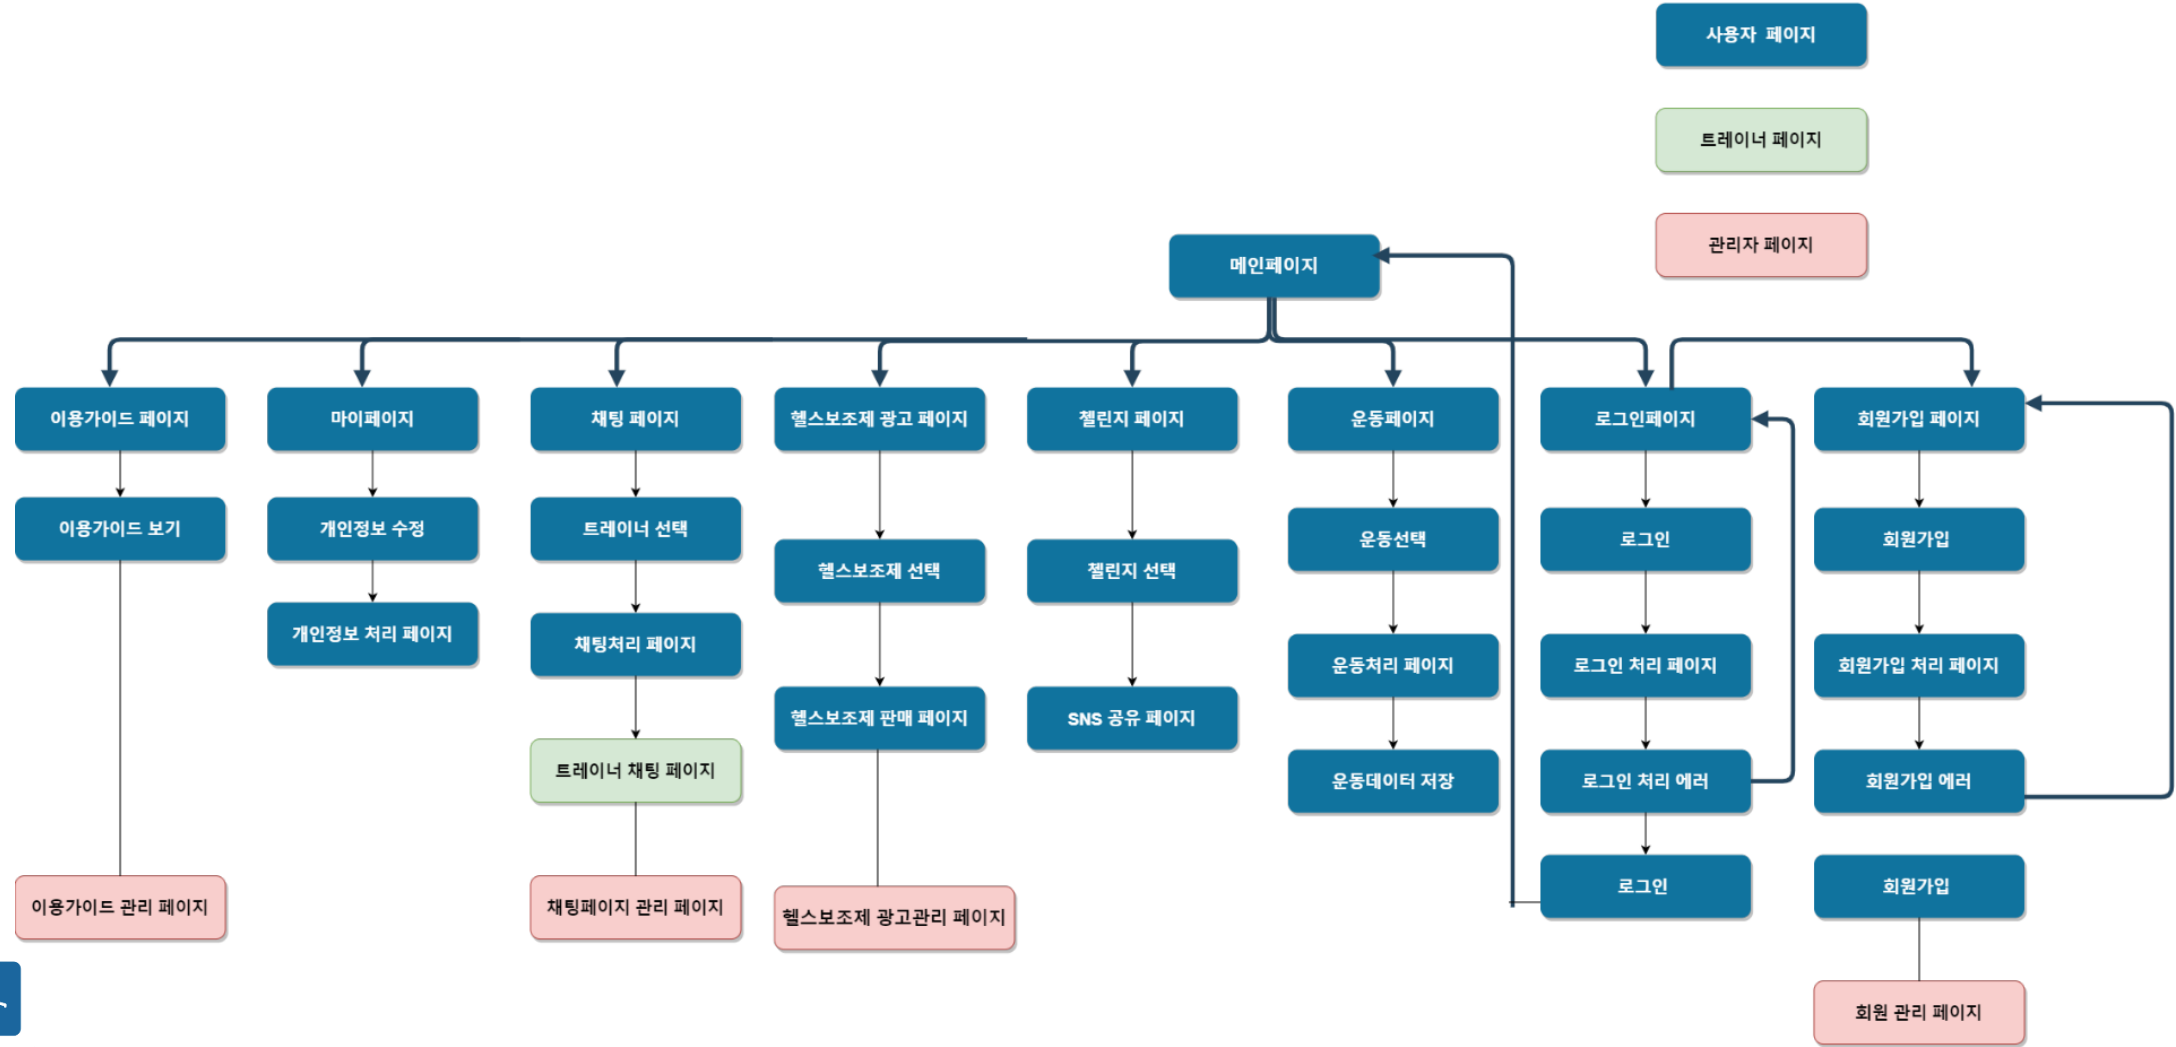 사용자 페이지
트레이너 페이지
관리자 페이지
메인페이지
이용가이드 페이지
마이페이지
채팅 페이지
헬스보조제 광고 페이지
첼린지 페이지
운동페이지
로그인페이지
회원가입 페이지
이용가이드 보기
개인정보 수정
트레이너 선택
헬스보조제 선택
첼린지 선택
운동선택
로그인
회원가입
개인정보 처리 페이지
채팅처리 페이지
헬스보조제 판매 페이지
SNS 공유 페이지
운동처리 페이지
로그인 처리 페이지
회원가입 처리 페이지
트레이너 채팅 페이지
운동데이터 저장
로그인 처리 에러
회원가입 에러
이용가이드 관리 페이지
채팅페이지 관리 페이지
헬스보조제 광고관리 페이지
로그인
회원가입
회원 관리 페이지